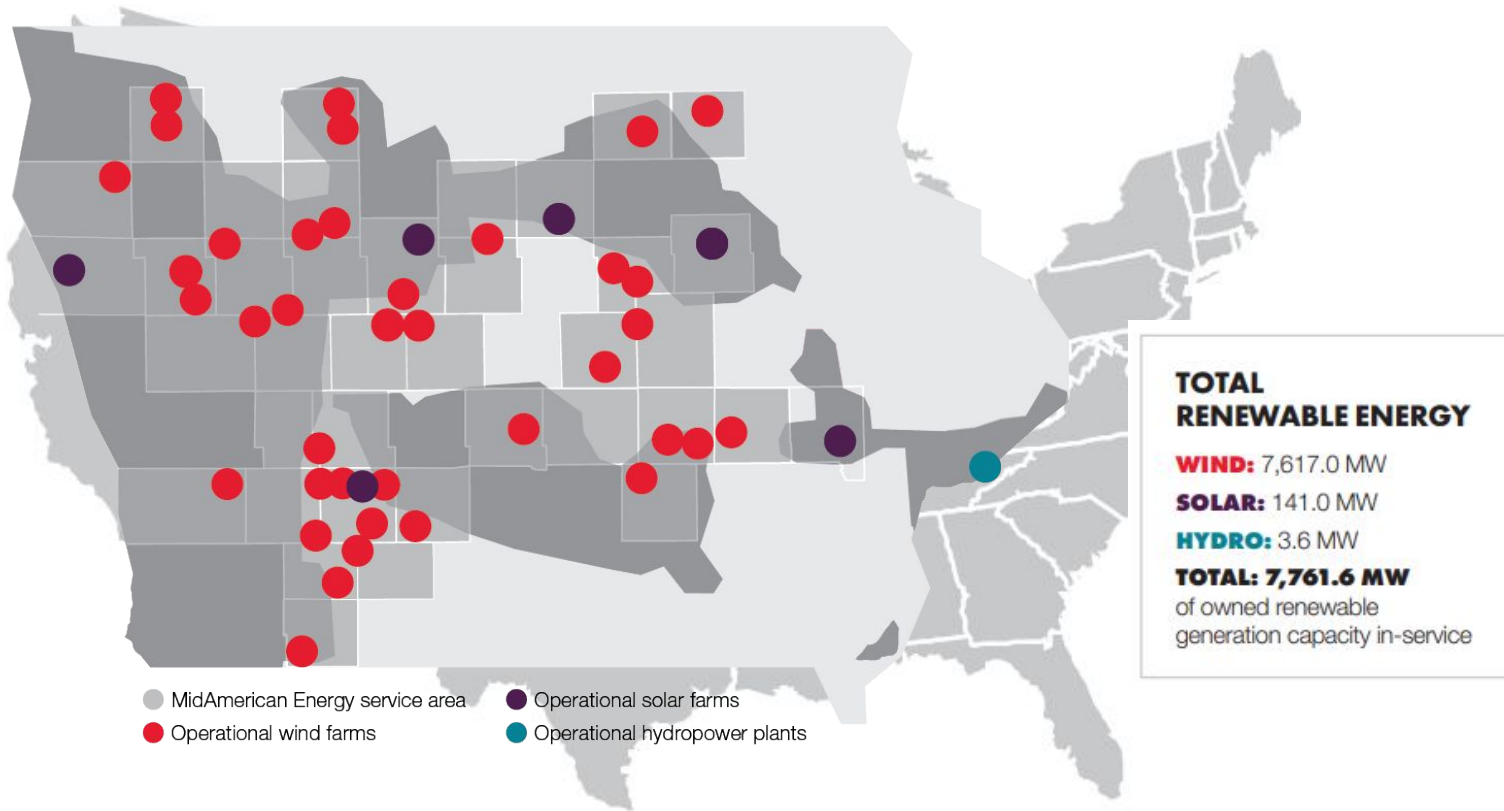 TOTAL
RENEWABLE ENERGY
WIND: 7,617.0 MW
SOLAR: 141.0 MW
HYDRO: 3.6 MW
TOTAL: 7,761.6 MW
of owned renewable
generation capacity in-service
MidAmerican Energy service area
Operational solar farms
Operational wind farms
Operational hydropower plants